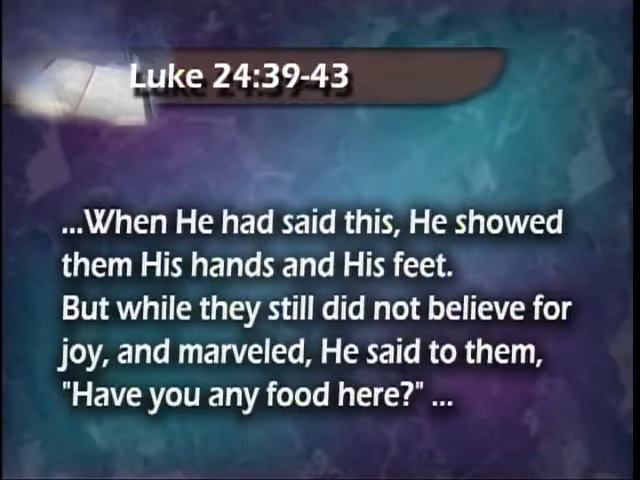 Luke 24:39-43
...When He had said this, He showed
them His hands and His feet.
But while they still did not believe for
joy, and marveled, He said to them,
"Have you any food here?" ...